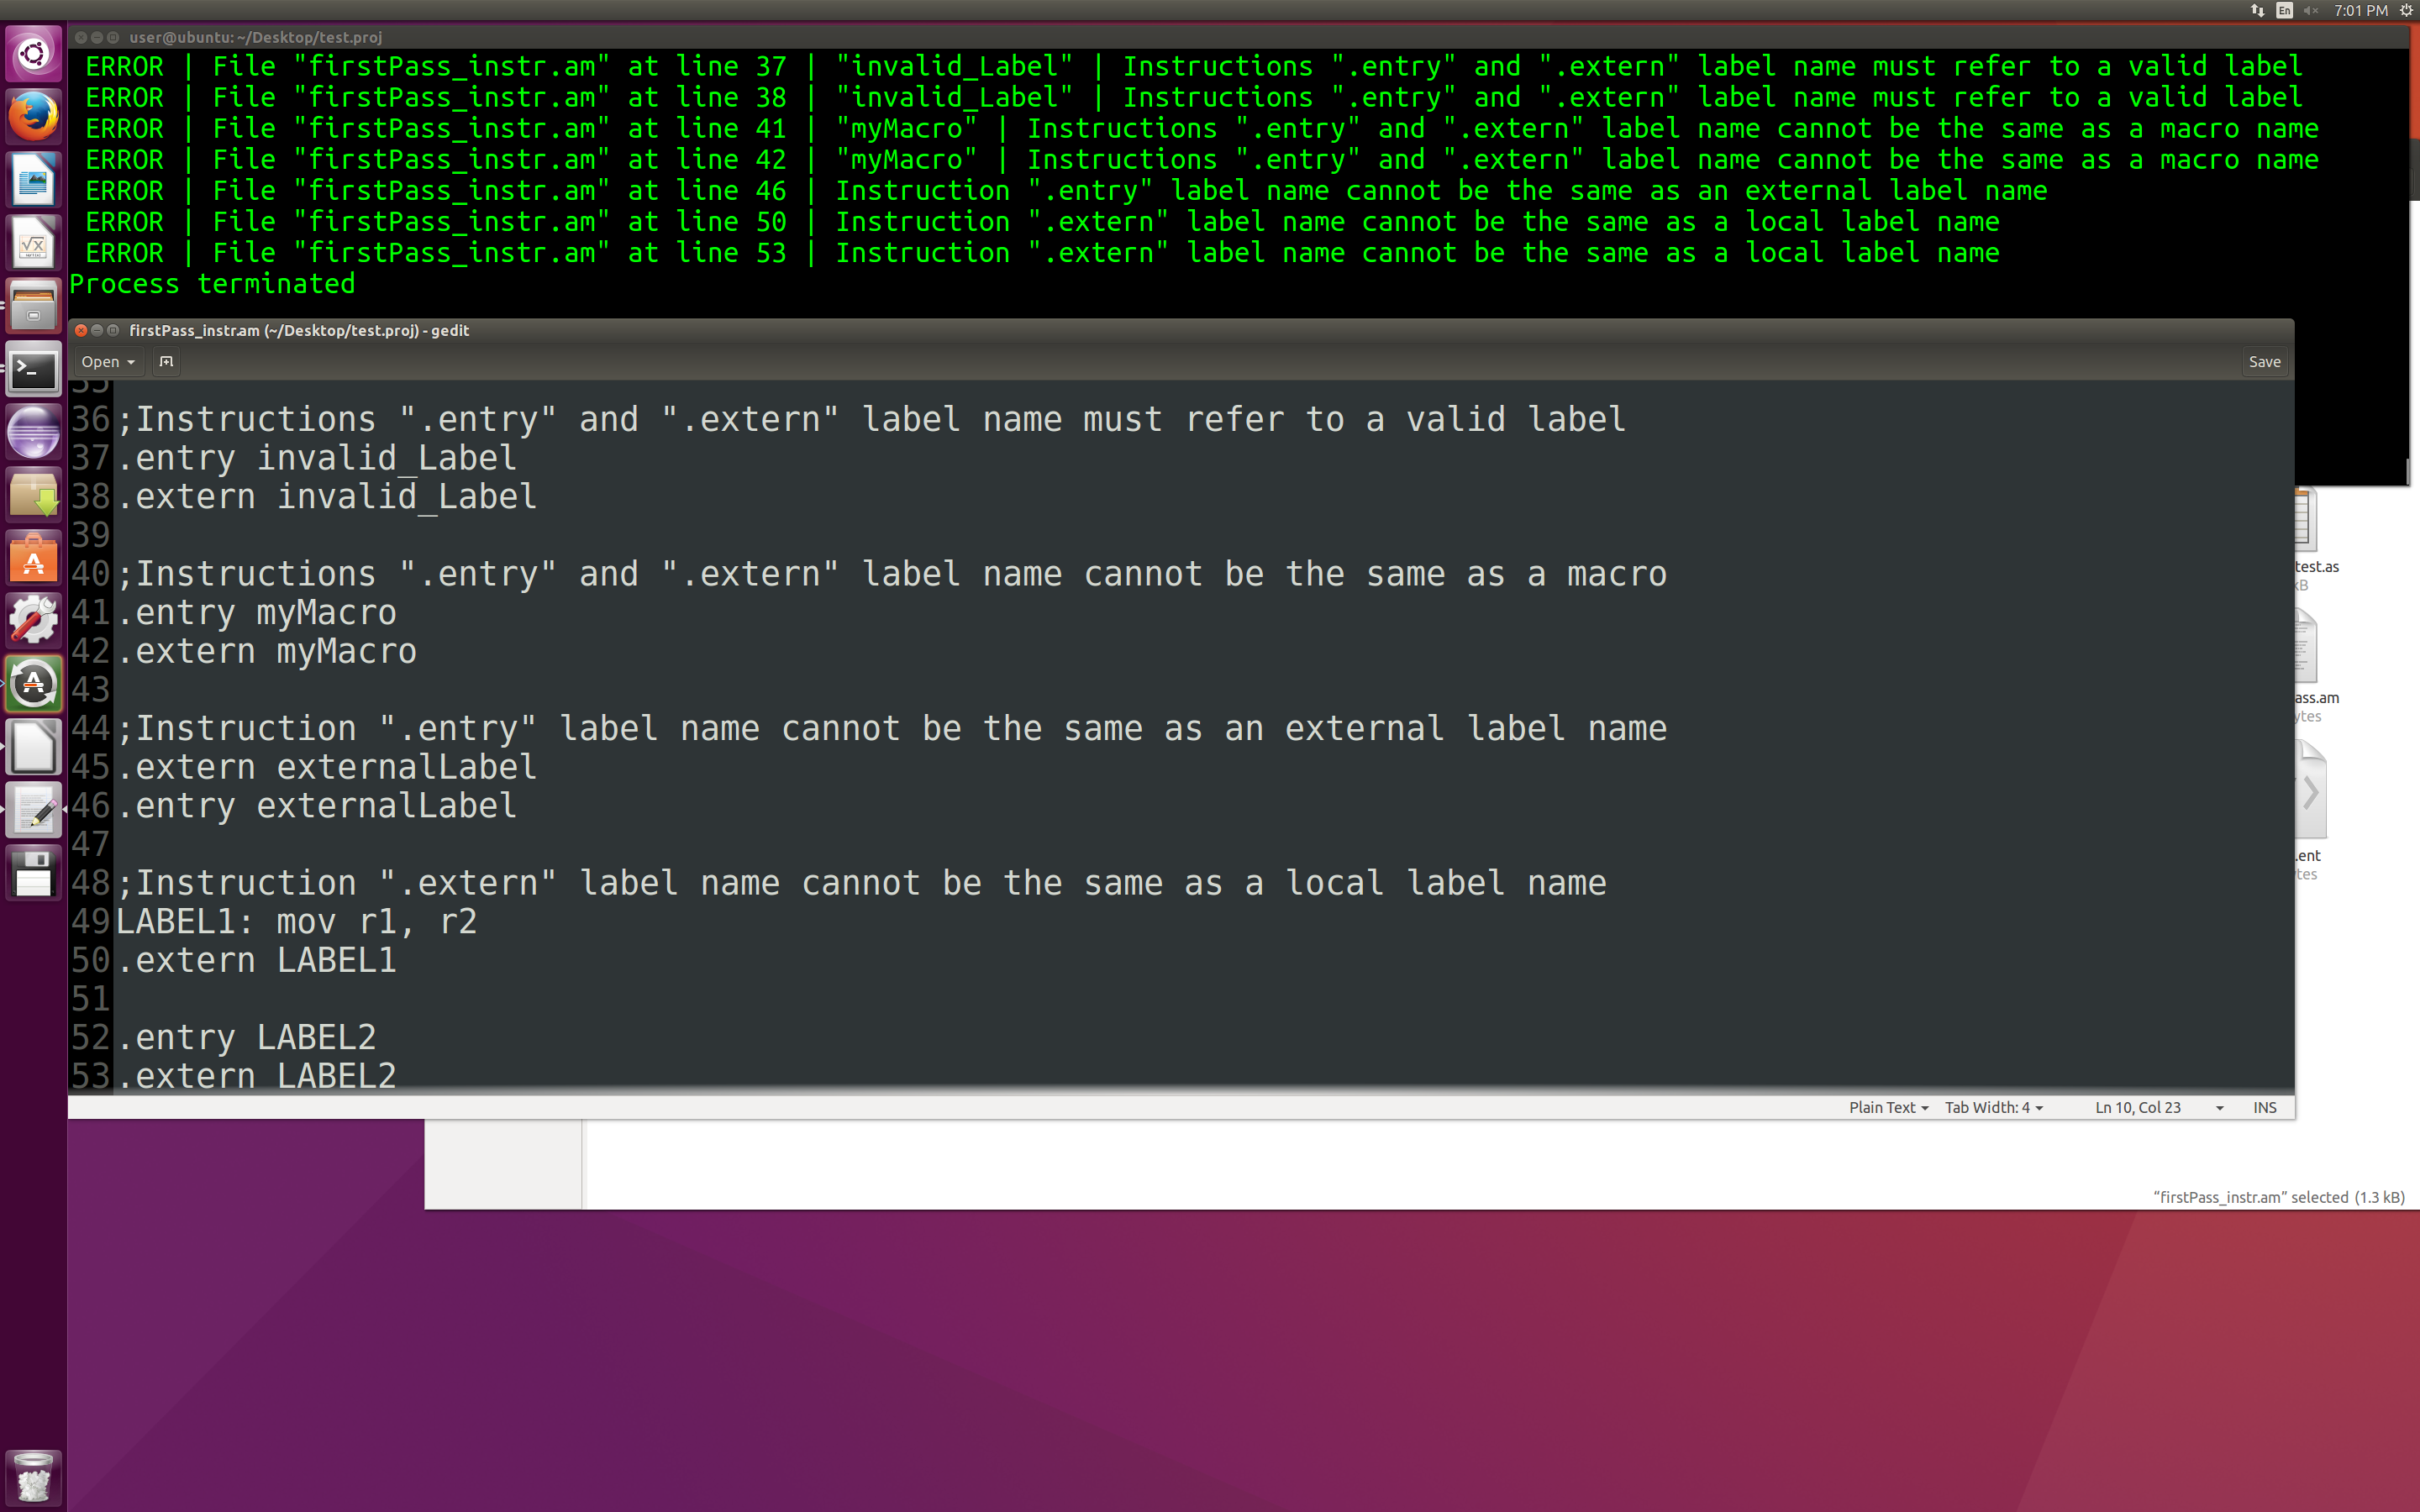 En 7:01 PM
user@ubuntu: ~/Desktop/test.proj
ERROR | File "firstPass_instr.am" at line 37 | "invalid_Label" | Instructions ".entry" and ".extern" label name must refer to a valid label
ERROR | File "firstPass_instr.am" at line 38 | "invalid_Label" | Instructions ".entry" and ".extern" label name must refer to a valid label
ERROR | File "firstPass_instr.am" at line 41 | "myMacro" | Instructions ".entry" and ".extern" label name cannot be the same as a macro name
ERROR | File "firstPass_instr.am" at line 42 | "myMacro" | Instructions ".entry" and ".extern" label name cannot be the same as a macro name
ERROR | File "firstPass_instr.am" at line 46 | Instruction ".entry" label name cannot be the same as an external label name
ERROR | File "firstPass_instr.am" at line 50 | Instruction ".extern" label name cannot be the same as a local label name
ERROR | File "firstPass_instr.am" at line 53 | Instruction ".extern" label name cannot be the same as a local label name
Process terminated
firstPass_instr.am (~/Desktop/test.proj) - gedit
Open Save
35
36 ;Instructions ".entry" and ".extern" label name must refer to a valid label
37 .entry invalid_Label
38 .extern invalid_Label
39
40 ;Instructions ".entry" and ".extern" label name cannot be the same as a macro
41 .entry myMacro
42 .extern myMacro
43
44 ;Instruction ".entry" label name cannot be the same as an external label name
45 .extern externalLabel
46 .entry externalLabel
47
48 ;Instruction ".extern" label name cannot be the same as a local label name
49 LABEL1: mov r1, r2
50 .extern LABEL1
51
52 .entry LABEL2
53 .extern LABEL2
Plain Text Tab Width: 4 Ln 10, Col 23 INS
test.as
kB
ass.am
ytes
.ent
tes
“firstPass_instr.am” selected (1.3 kB)